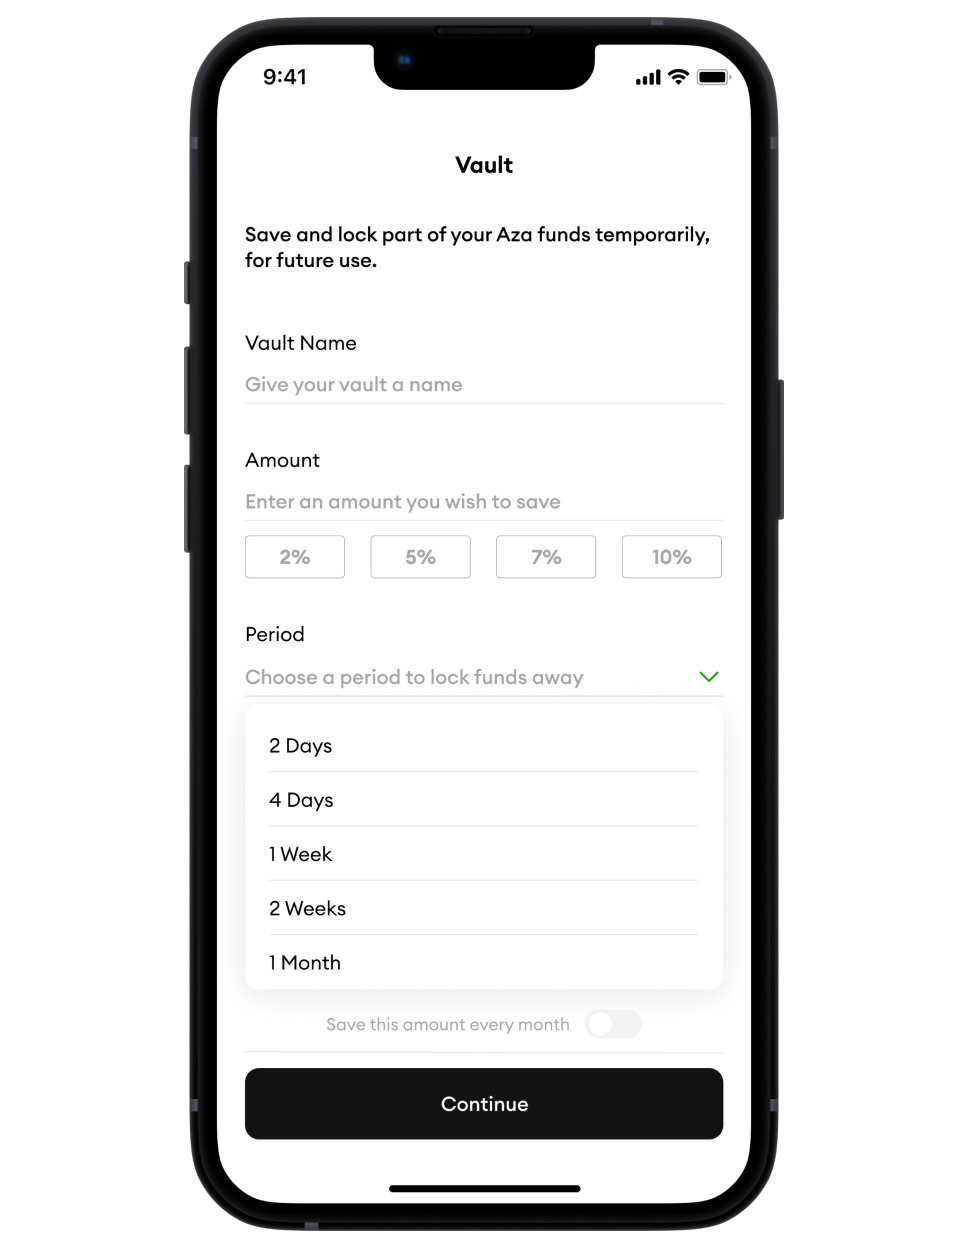 9:41
Vault
Save and lock part of your Aza funds temporarily,
for future use.
Vault Name
Give your vault a name
Amount
Enter an amount you wish to save
2% 5% 7% 10%
Period
Choose a period to lock funds away
2 Days
4 Days
1 Week
2 Weeks
1 Month
Save this amount every month
Continue